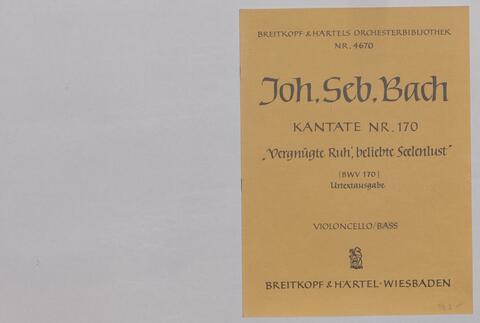 BREITKOPF & HÄRTELS ORCHESTERBIBLIOTHEK
NR. 4670
Joh. Seb. Bach
KANTATE NR. 170
„Vergnügte Ruh', beliebte Seelenlust"
(BWV 170)
Urtextausgabe
VIOLONCELLO/BASS
BREITKOPF & HÄRTEL · WIESBADEN